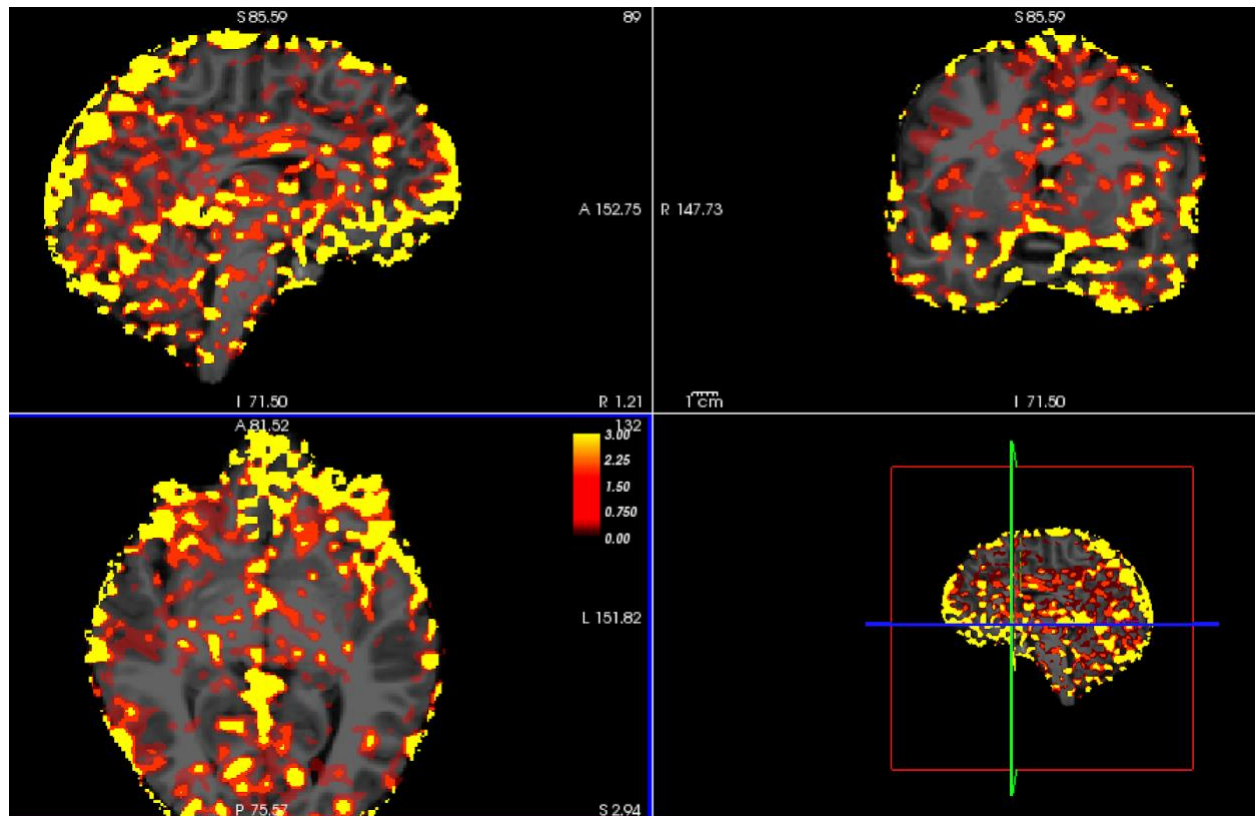 S 85.59
89
A 152.75
I 71.50
R 1.21
S 85.59
R 147.73
1 cm
I 71.50
A 81.52
132
3.00
2.25
1.50
0.750
0.00
L 151.82
P 75.57
S 2.94